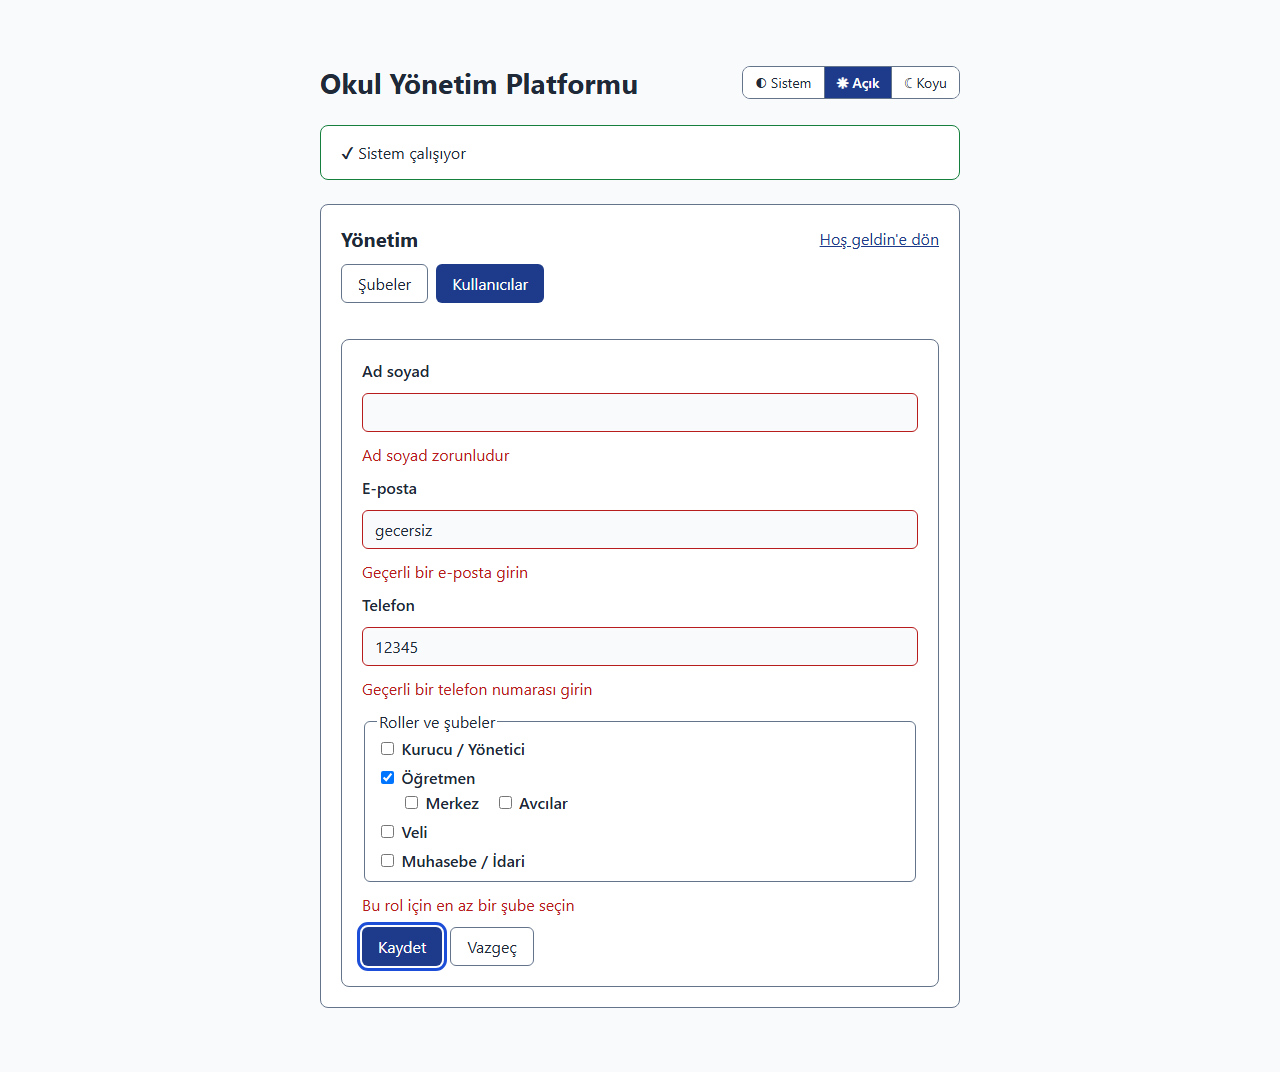 Okul Yönetim Platformu
◐ Sistem
✱ Açık
☾ Koyu
✓ Sistem çalışıyor
Yönetim
Hoş geldin'e dön
Şubeler
Kullanıcılar
Ad soyad
Ad soyad zorunludur
E-posta
gecersiz
Geçerli bir e-posta girin
Telefon
12345
Geçerli bir telefon numarası girin
Roller ve şubeler
Kurucu / Yönetici
Öğretmen
Merkez
Avcılar
Veli
Muhasebe / İdari
Bu rol için en az bir şube seçin
Kaydet
Vazgeç